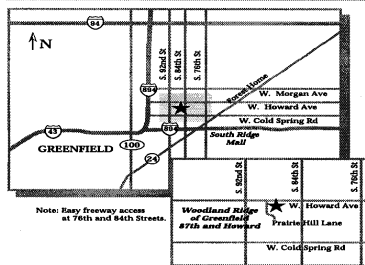 94
N
S. 92nd St
S. 84th St
S. 76th St
Forest Home
894
W. Morgan Ave
W. Howard Ave
W. Cold Spring Rd
43
894
South Ridge
Mall
GREENFIELD
100
24
S. 92nd St
S. 84th St
S. 76th St
Woodland Ridge
of Greenfield
87th and Howard
W. Howard Ave
Prairie Hill Lane
W. Cold Spring Rd
Note: Easy freeway access
at 76th and 84th Streets.